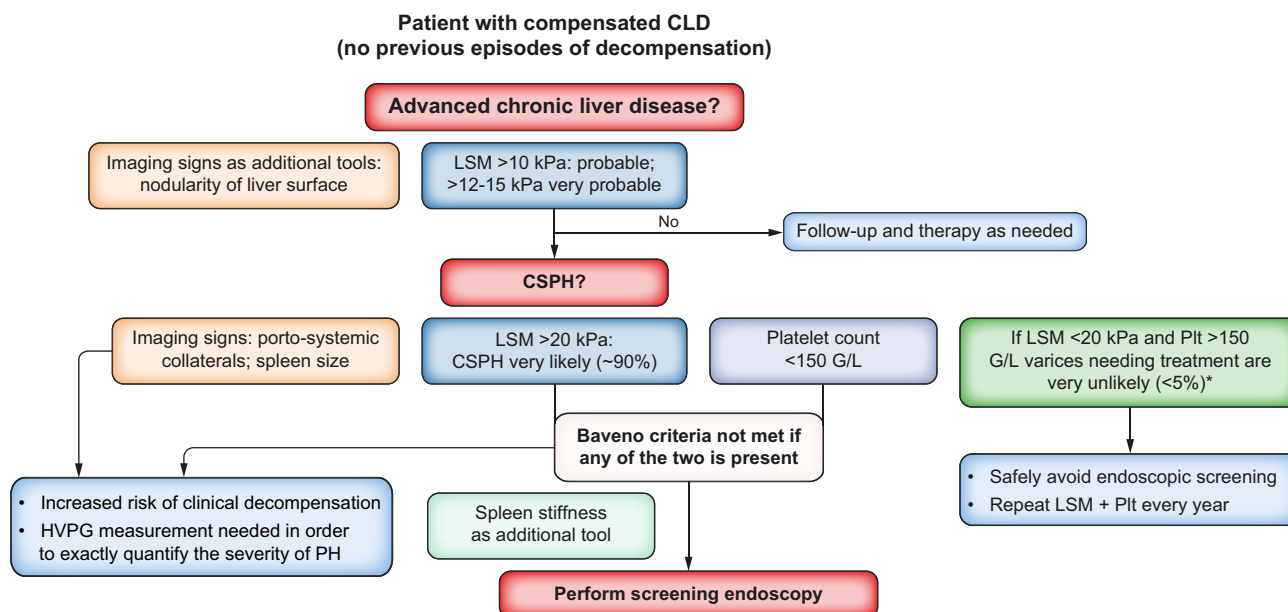 Patient with compensated CLD
(no previous episodes of decompensation)
Advanced chronic liver disease?
Imaging signs as additional tools:
nodularity of liver surface
LSM >10 kPa: probable;
>12-15 kPa very probable
No
Follow-up and therapy as needed
CSPH?
Imaging signs: porto-systemic
collaterals; spleen size
LSM >20 kPa:
CSPH very likely (~90%)
Platelet count
<150 G/L
If LSM <20 kPa and Plt >150
G/L varices needing treatment are
very unlikely (<5%)*
Baveno criteria not met if
any of the two is present
• Increased risk of clinical decompensation
• HVPG measurement needed in order
to exactly quantify the severity of PH
Spleen stiffness
as additional tool
• Safely avoid endoscopic screening
• Repeat LSM + Plt every year
Perform screening endoscopy